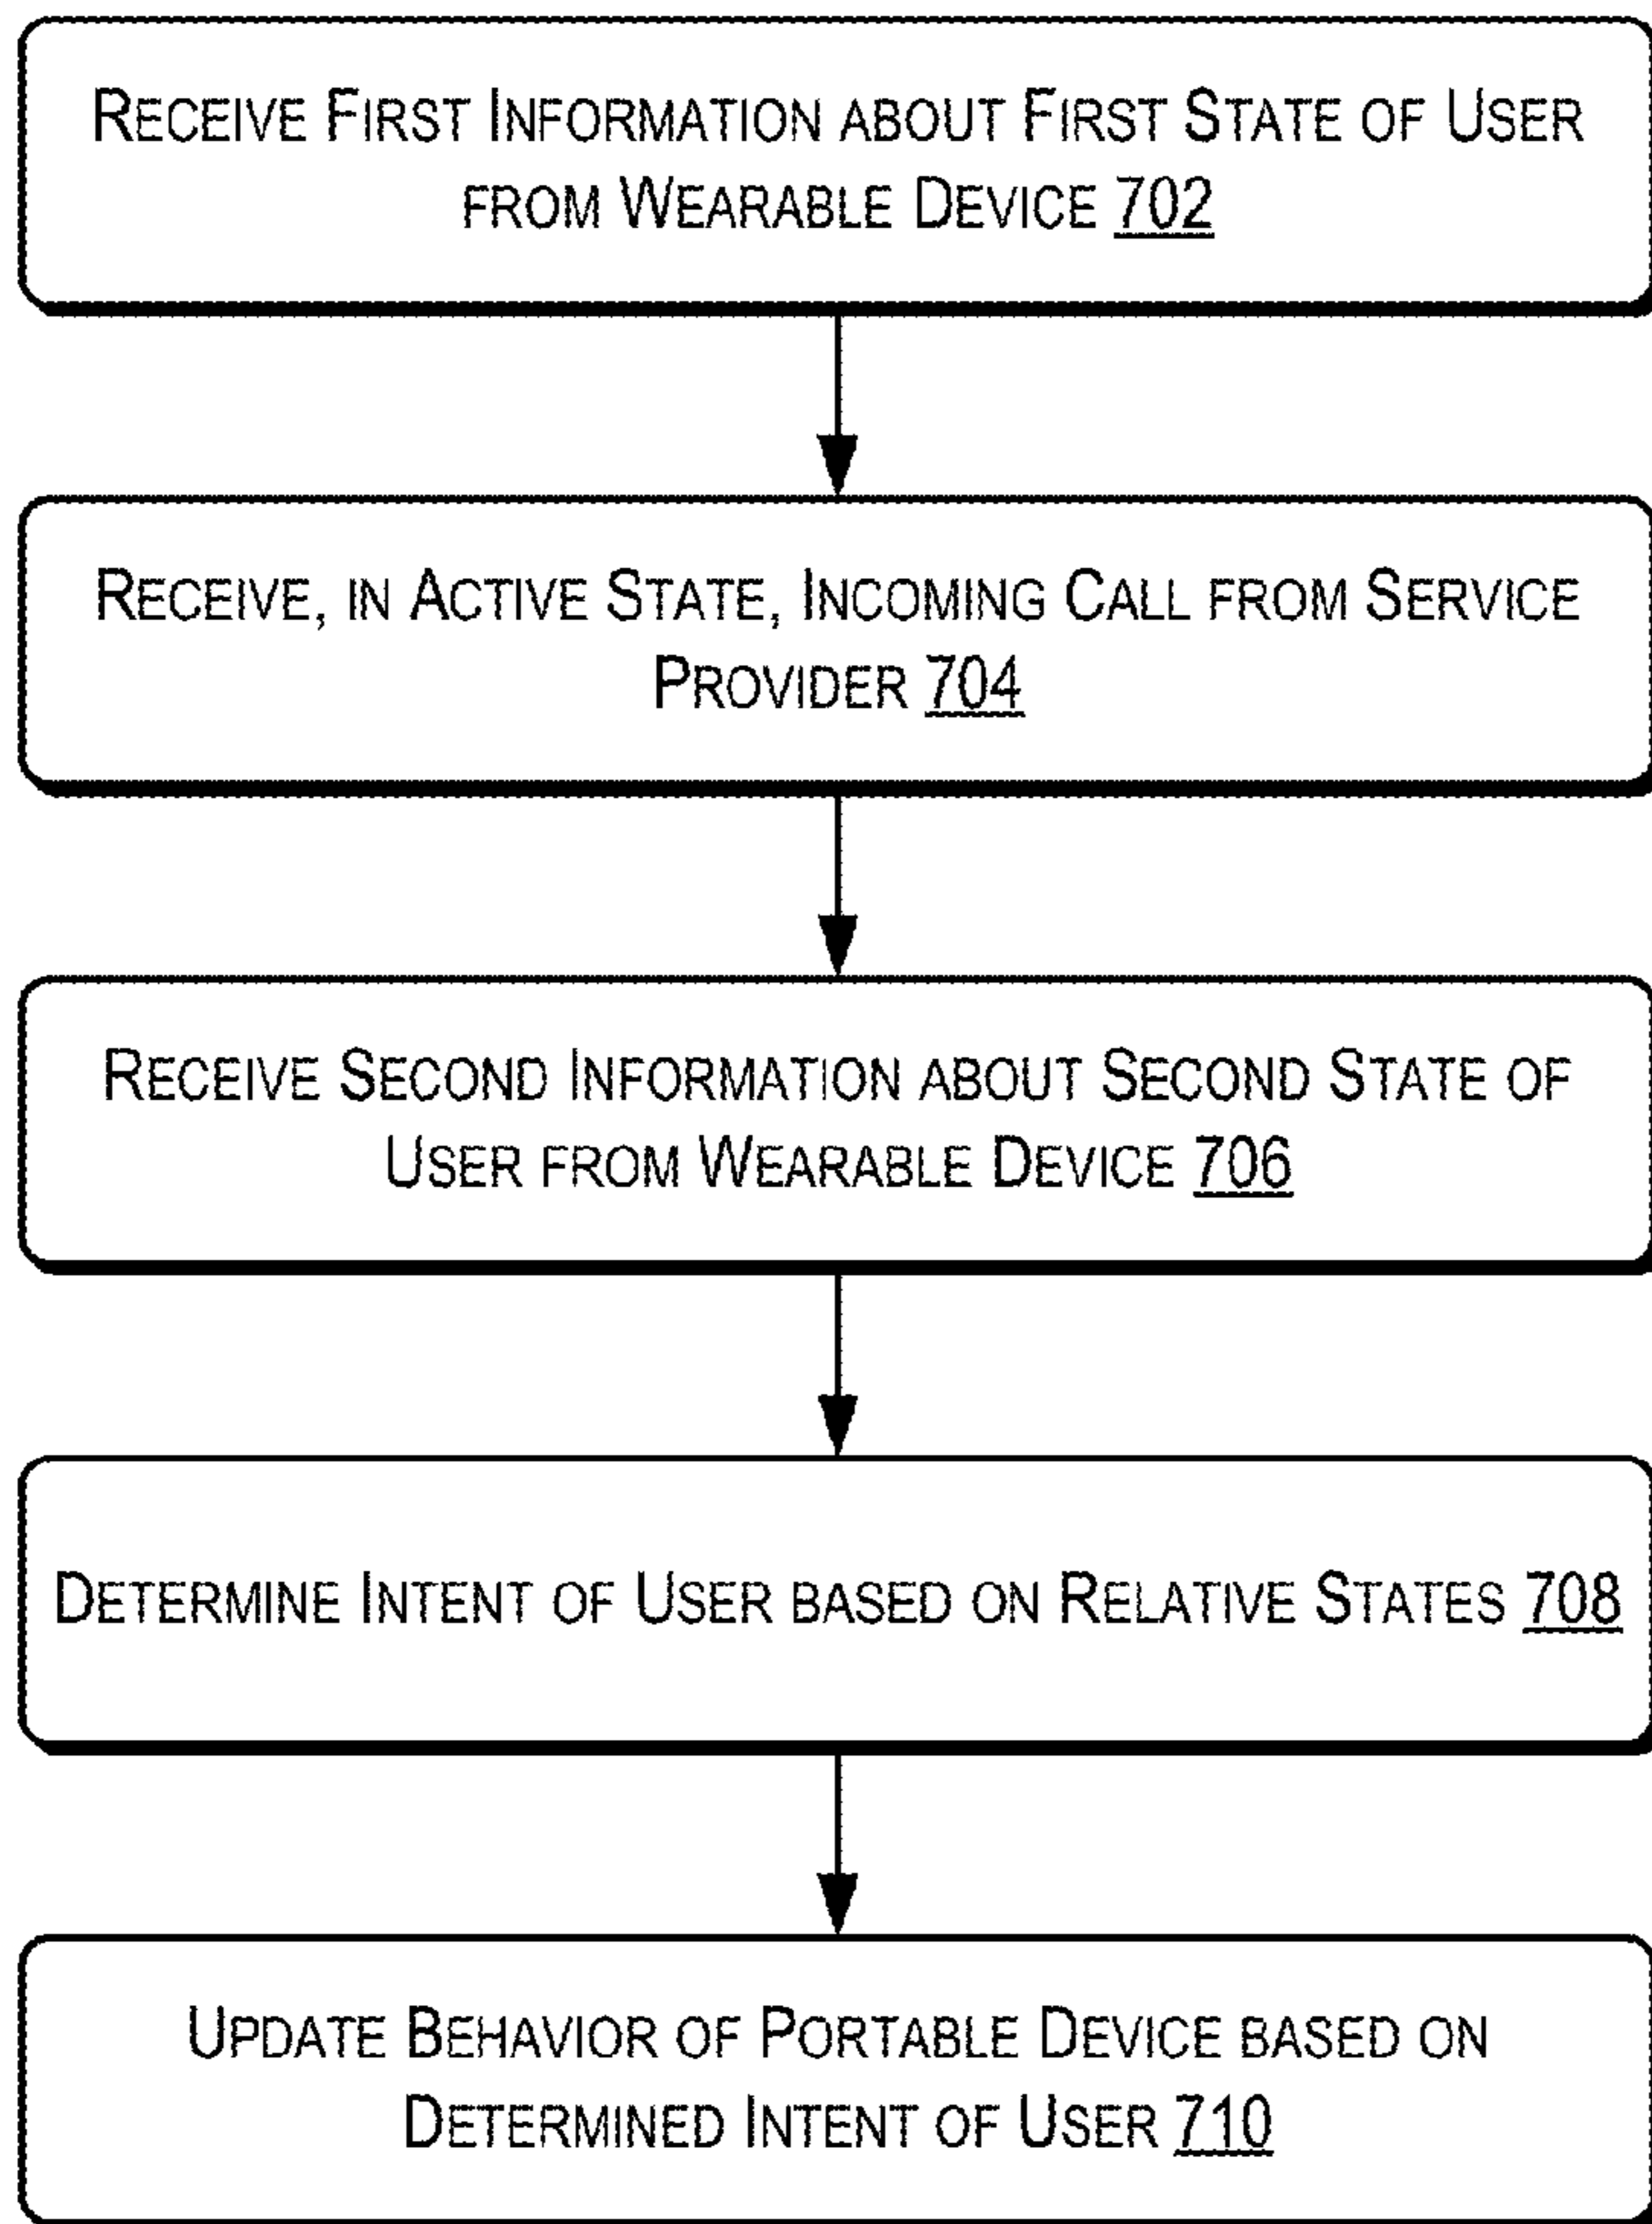 RECEIVE FIRST INFORMATION ABOUT FIRST STATE OF USER
FROM WEARABLE DEVICE 702
RECEIVE, IN ACTIVE STATE, INCOMING CALL FROM SERVICE
PROVIDER 704
RECEIVE SECOND INFORMATION ABOUT SECOND STATE OF
USER FROM WEARABLE DEVICE 706
DETERMINE INTENT OF USER BASED ON RELATIVE STATES 708
UPDATE BEHAVIOR OF PORTABLE DEVICE BASED ON
DETERMINED INTENT OF USER 710